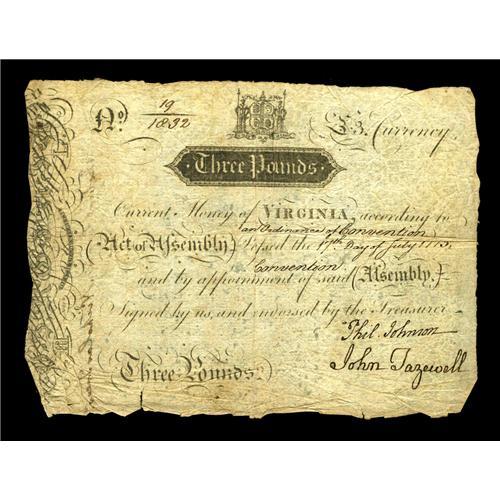 No. 19
1832
£3. Currency.
Three Pounds.
Current Money of VIRGINIA, according to
an Ordinance of Convention
(Act of Assembly) Passed the 17th Day of July 1775,
Convention
and by appointment of said (Assembly,)
Signed by us, and endorsed by the Treasurer
Phil. Johnson
John Tazewell
Three Pounds